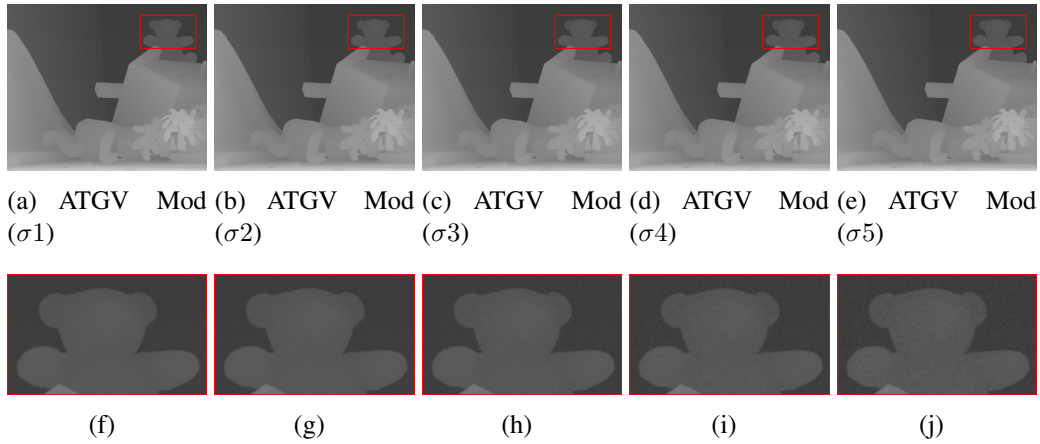 (a) ATGV Mod (b) ATGV Mod (c) ATGV Mod (d) ATGV Mod (e) ATGV Mod
(σ1) (σ2) (σ3) (σ4) (σ5)
(f) (g) (h) (i) (j)